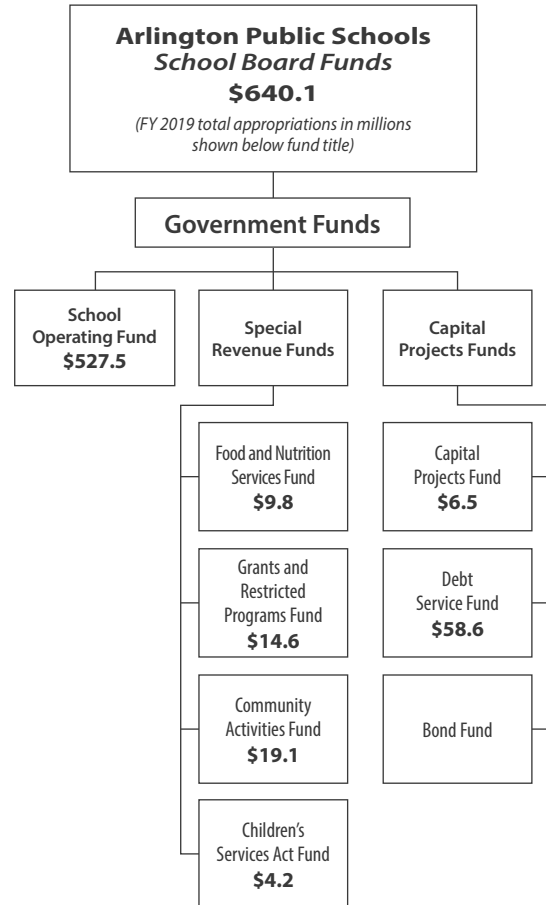 Arlington Public Schools
School Board Funds
$640.1
(FY 2019 total appropriations in millions
shown below fund title)
Government Funds
School
Operating Fund
$527.5
Special
Revenue Funds
Capital
Projects Funds
Food and Nutrition
Services Fund
$9.8
Grants and
Restricted
Programs Fund
$14.6
Community
Activities Fund
$19.1
Children's
Services Act Fund
$4.2
Capital
Projects Fund
$6.5
Debt
Service Fund
$58.6
Bond Fund